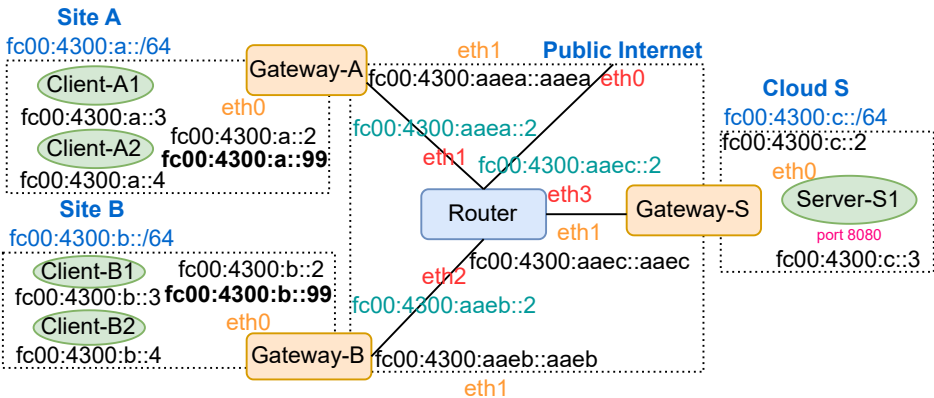 Site A
fc00:4300:a::/64
Client-A1
fc00:4300:a::3
Client-A2
fc00:4300:a::4
eth0
fc00:4300:a::2
fc00:4300:a::99
Gateway-A
eth1
fc00:4300:aaea::aaea
Public Internet
eth0
fc00:4300:aaea::2
eth1
fc00:4300:aaec::2
Router
eth3
eth1
Gateway-S
fc00:4300:aaec::aaec
eth2
fc00:4300:aaeb::2
Cloud S
fc00:4300:c::/64
fc00:4300:c::2
eth0
Server-S1
port 8080
fc00:4300:c::3
Site B
fc00:4300:b::/64
Client-B1
fc00:4300:b::3
Client-B2
fc00:4300:b::4
fc00:4300:b::2
fc00:4300:b::99
eth0
Gateway-B
fc00:4300:aaeb::aaeb
eth1